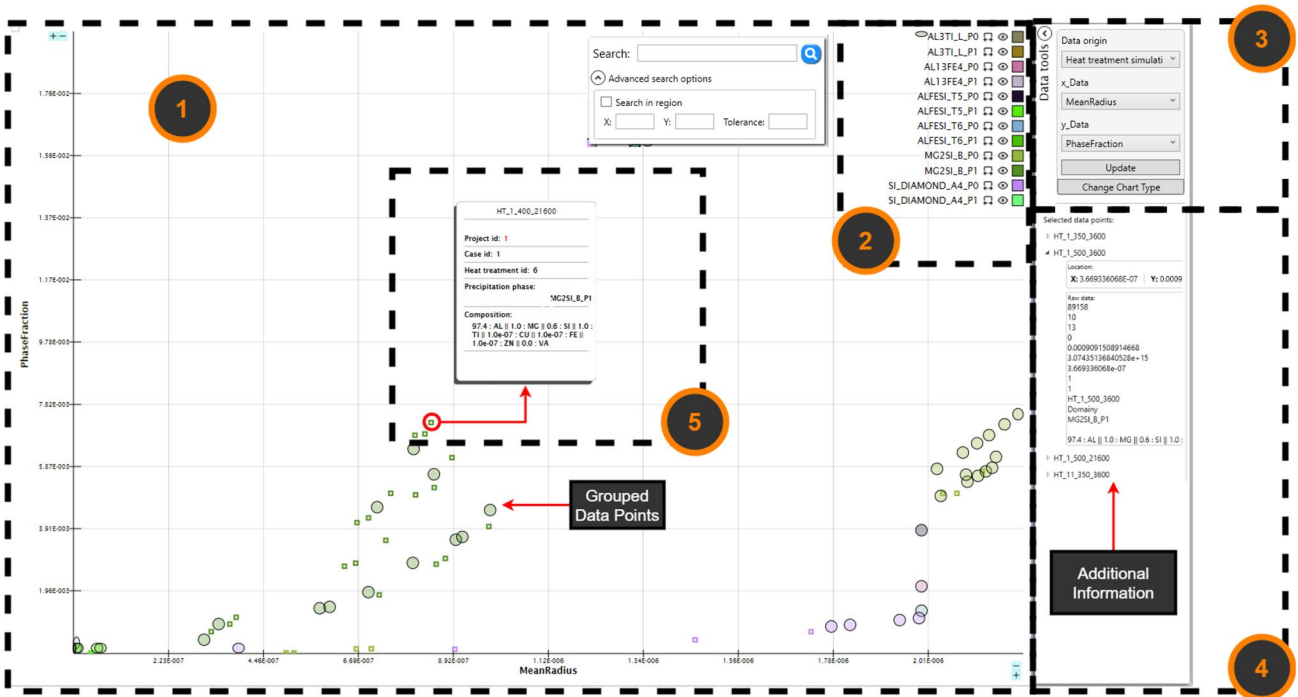 1
2
3
4
5
Search:
Advanced search options
Search in region
X:
Y:
Tolerance:
AL3TI_L_P0
AL3TI_L_P1
AL13FE4_P0
AL13FE4_P1
ALFESI_T5_P0
ALFESI_T5_P1
ALFESI_T6_P0
ALFESI_T6_P1
MG2SI_B_P0
MG2SI_B_P1
SI_DIAMOND_A4_P0
SI_DIAMOND_A4_P1
Data tools
Data origin
Heat treatment simulati
x_Data
MeanRadius
y_Data
PhaseFraction
Update
Change Chart Type
Selected data points:
HT_1_350_3600
HT_1_500_3600
Location:
X: 3.669336068E-07 Y: 0.0009
Raw data:
89158
10
13
0
0.0009091508914668
3.07435136840528e+15
3.669336068e-07
1
1
HT_1_500_3600
Domainy
MG2SI_B_P1
97.4 : AL || 1.0 : MG || 0.6 : SI || 1.0 :
HT_1_500_21600
HT_11_350_3600
Additional
Information
HT_1_400_21600
Project id: 1
Case id: 1
Heat treatment id: 6
Precipitation phase:
MG2SI_B_P1
Composition:
97.4 : AL || 1.0 : MG || 0.6 : SI || 1.0 :
TI || 1.0e-07 : CU || 1.0e-07 : FE ||
1.0e-07 : ZN || 0.0 : VA
Grouped
Data Points
PhaseFraction
1.76E-002
1.56E-002
1.37E-002
1.17E-002
9.78E-003
7.82E-003
5.87E-003
3.91E-003
1.96E-003
2.23E-007
4.46E-007
6.69E-007
8.92E-007
1.12E-006
1.34E-006
1.56E-006
1.78E-006
2.01E-006
MeanRadius